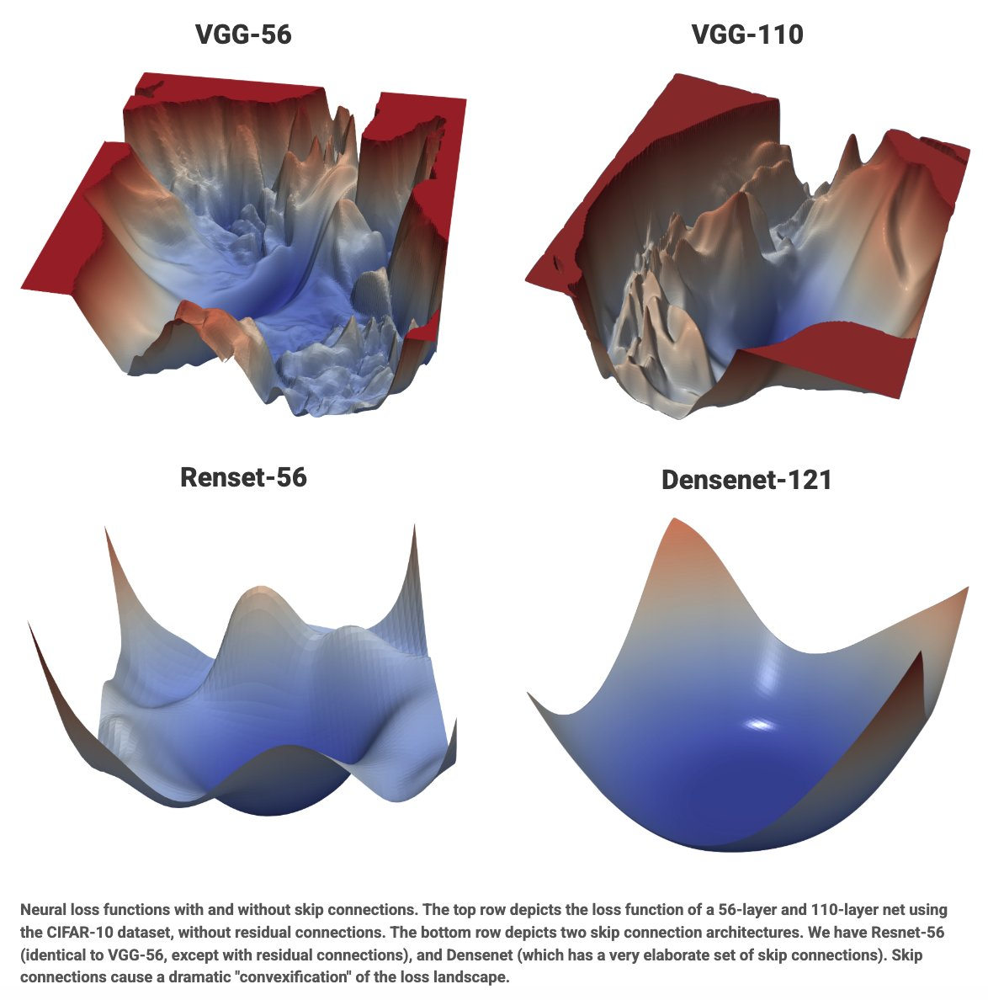 VGG-56
VGG-110
Renset-56
Densenet-121
Neural loss functions with and without skip connections. The top row depicts the loss function of a 56-layer and 110-layer net using
the CIFAR-10 dataset, without residual connections. The bottom row depicts two skip connection architectures. We have Resnet-56
(identical to VGG-56, except with residual connections), and Densenet (which has a very elaborate set of skip connections). Skip
connections cause a dramatic "convexification" of the loss landscape.